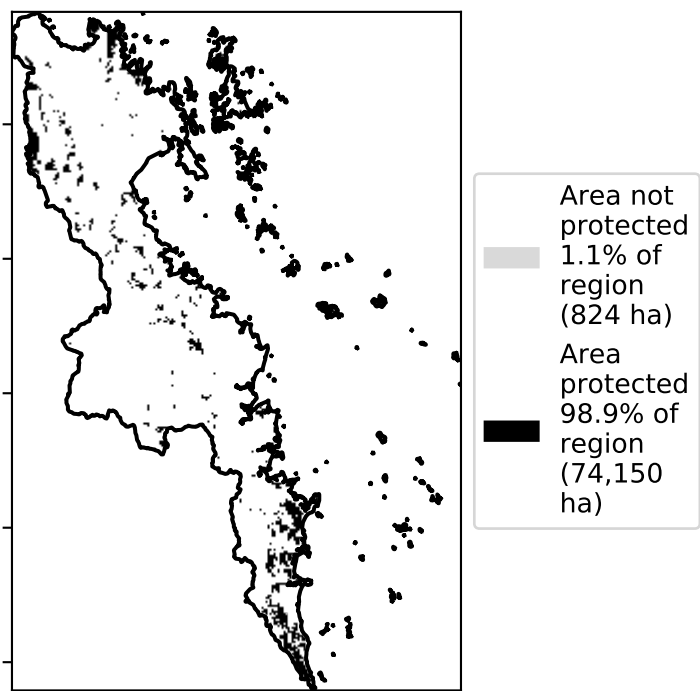 Area not
protected
1.1% of
region
(824 ha)
Area
protected
98.9% of
region
(74,150
ha)